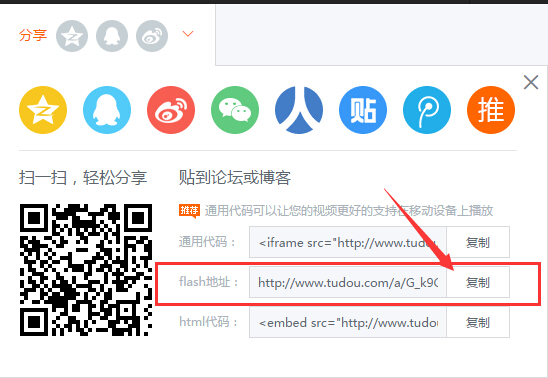 分享
贴
推
扫一扫，轻松分享
贴到论坛或博客
推荐 通用代码可以让您的视频更好的支持在移动设备上播放
通用代码： <iframe src="http://www.tudou 复制
flash地址： http://www.tudou.com/a/G_k9C 复制
html代码： <embed src="http://www.tudou 复制